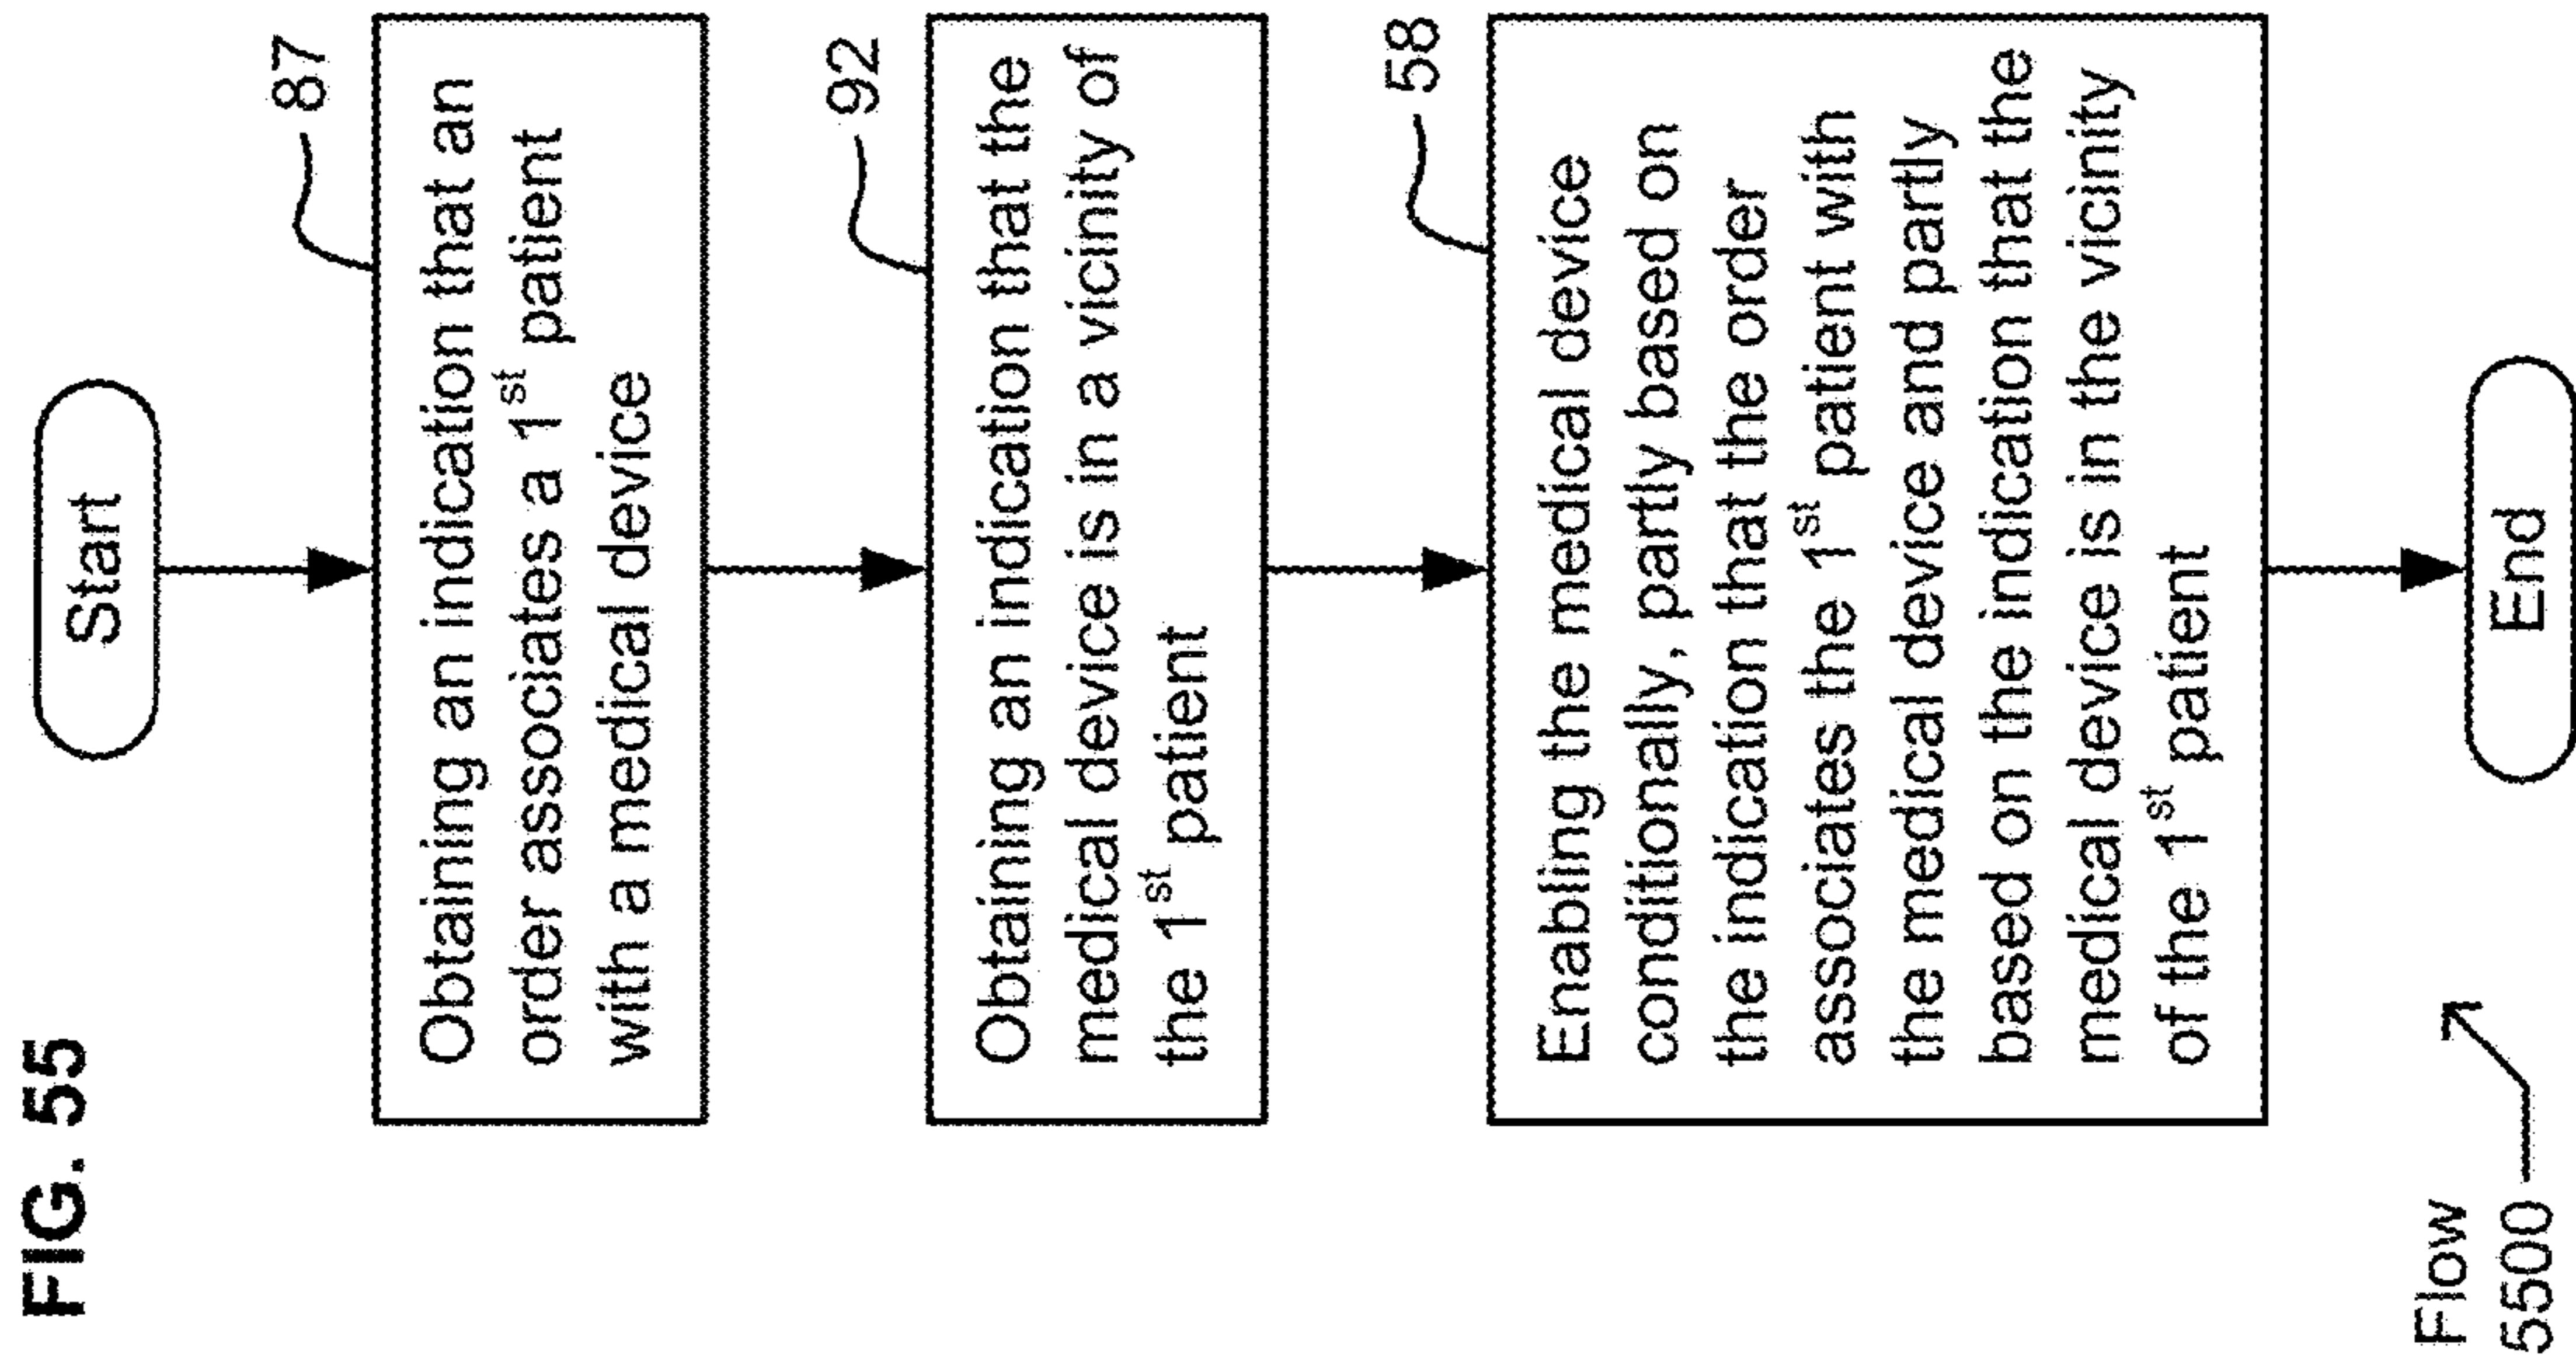 FIG. 55
Start
87
Obtaining an indication that an
order associates a 1st patient
with a medical device
92
Obtaining an indication that the
medical device is in a vicinity of
the 1st patient
58
Enabling the medical device
conditionally, partly based on
the indication that the order
associates the 1st patient with
the medical device and partly
based on the indication that the
medical device is in the vicinity
of the 1st patient
Flow
5500
End